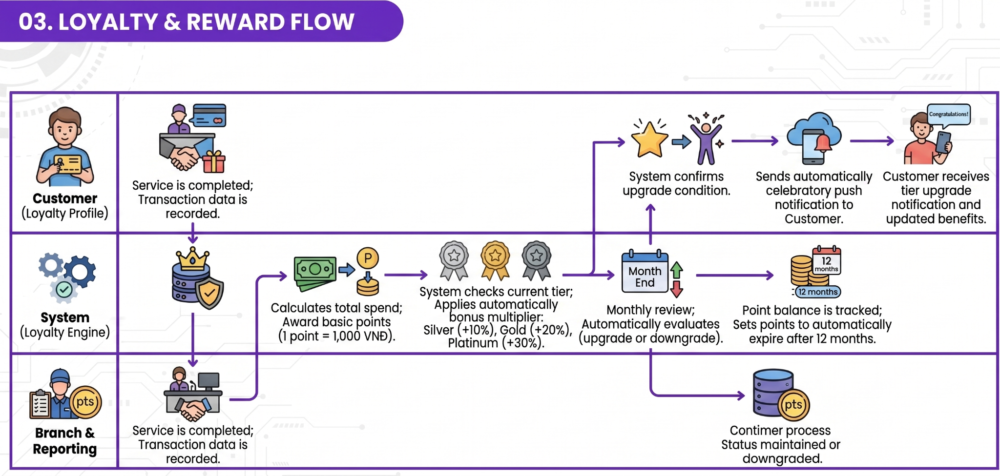 03. LOYALTY & REWARD FLOW
Customer
(Loyalty Profile)
Service is completed;
Transaction data is
recorded.
System confirms
upgrade condition.
Sends automatically
celebratory push
notification to
Customer.
Congratulations!
Customer receives
tier upgrade
notification and
updated benefits.
System
(Loyalty Engine)
P
Calculates total spend;
Award basic points
(1 point = 1,000 VNĐ).
System checks current tier;
Applies automatically
bonus multiplier:
Silver (+10%), Gold (+20%),
Platinum (+30%).
Month
End
Monthly review;
Automatically evaluates
(upgrade or downgrade).
12
months
12 months
Point balance is tracked;
Sets points to automatically
expire after 12 months.
pts
Branch &
Reporting
Service is completed;
Transaction data is
recorded.
pts
Contimer process
Status maintained or
downgraded.